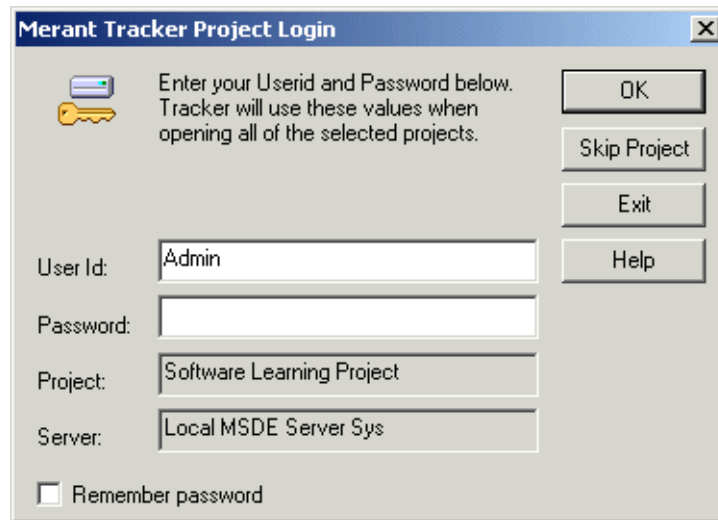 Merant Tracker Project Login
Enter your Userid and Password below.
Tracker will use these values when
opening all of the selected projects.
OK
Skip Project
Exit
Help
User Id: Admin
Password:
Project: Software Learning Project
Server: Local MSDE Server Sys
Remember password